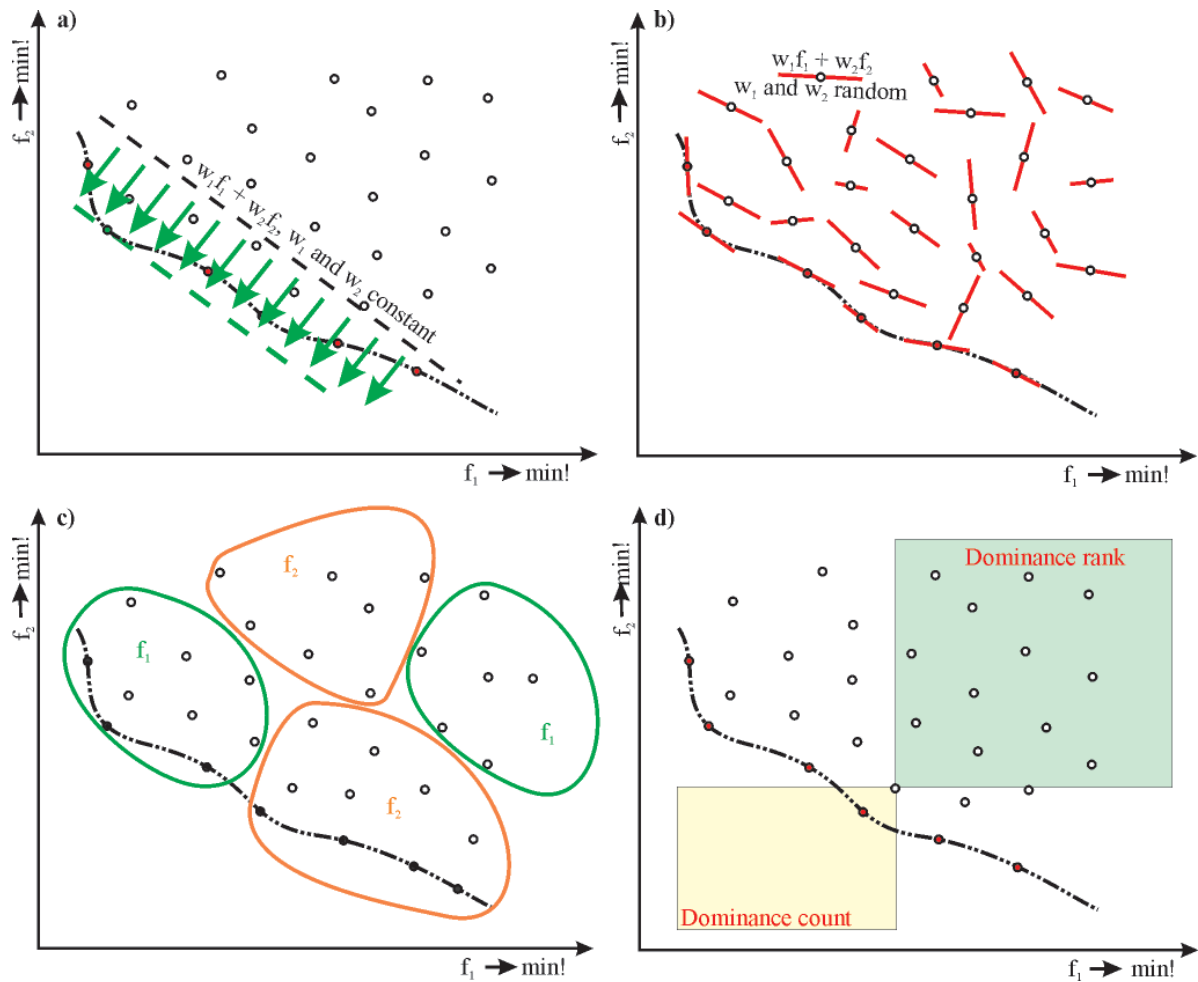 a)
f₂ → min!
w₁f₁ + w₂f₂, w₁ and w₂ constant
f₁ → min!
b)
f₂ → min!
w₁f₁ + w₂f₂
w₁ and w₂ random
f₁ → min!
c)
f₂ → min!
f₂
f₁
f₁
f₂
f₁ → min!
d)
f₂ → min!
Dominance rank
Dominance count
f₁ → min!